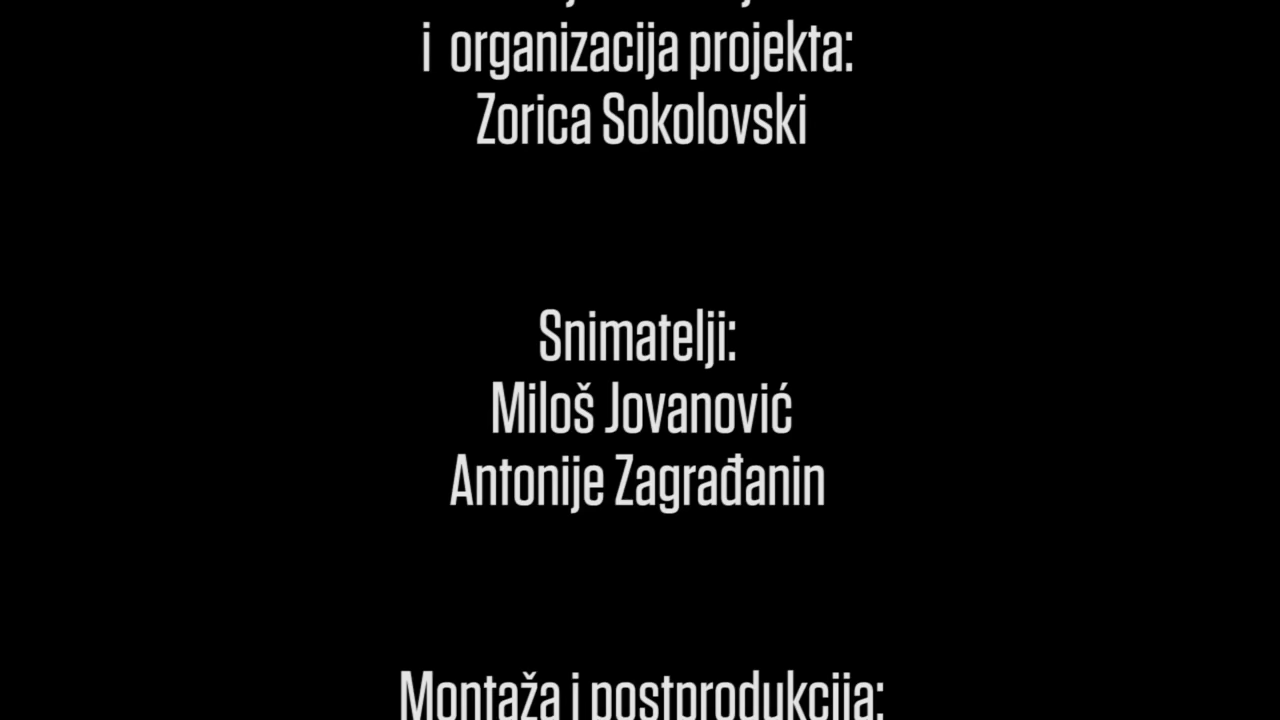 i organizacija projekta:
Zorica Sokolovski
Snimatelji:
Miloš Jovanović
Antonije Zagrađanin
Montaža i postprodukcija: